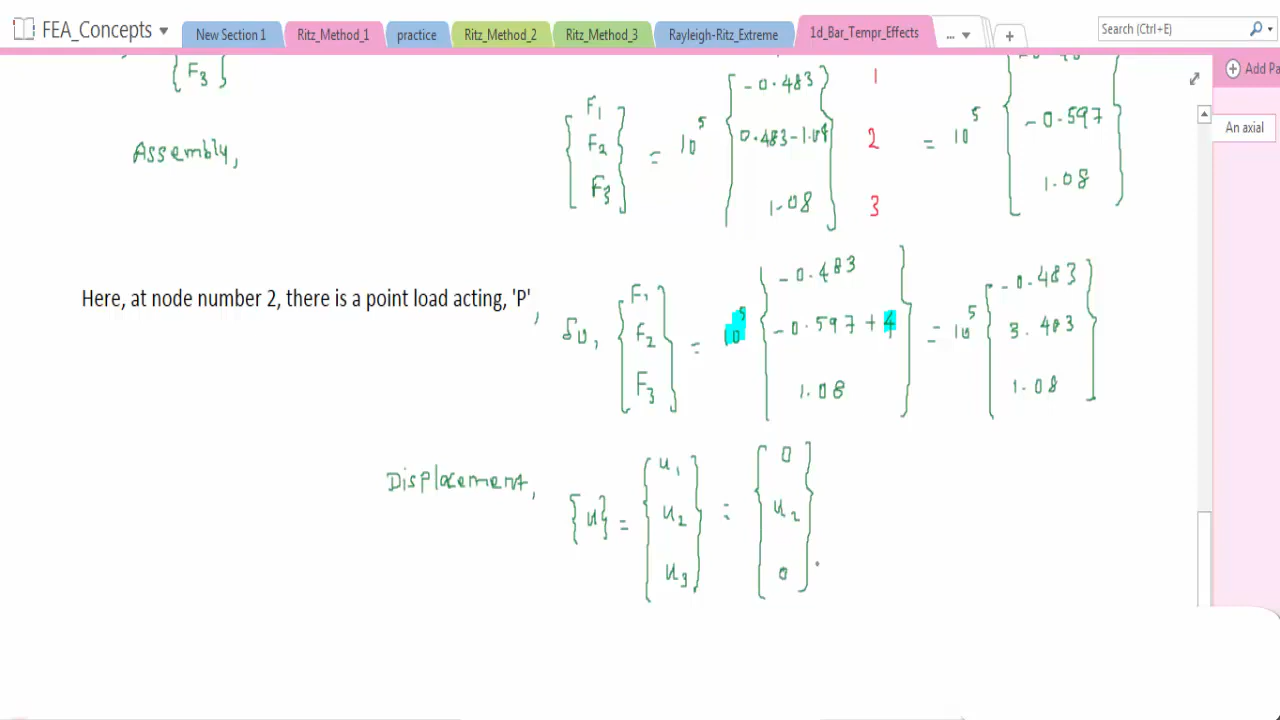 FEA_Concepts
New Section 1
Ritz_Method_1
practice
Ritz_Method_2
Ritz_Method_3
Rayleigh-Ritz_Extreme
1d_Bar_Tempr_Effects
...
+
Search (Ctrl+E)
Add Pa
An axial
{ F3 }
Assembly,
{ F1 F2 F3 } = 10^5 { -0.483 0.483-1.08 1.08 } 1 2 3 = 10^5 { -0.597 1.08 }
Here, at node number 2, there is a point load acting, 'P',
so, { F1 F2 F3 } = 10^5 { -0.483 -0.597+4 1.08 } = 10^5 { -0.483 3.403 1.08 }
Displacement, {u} = { u1 u2 u3 } = { 0 u2 0 }.